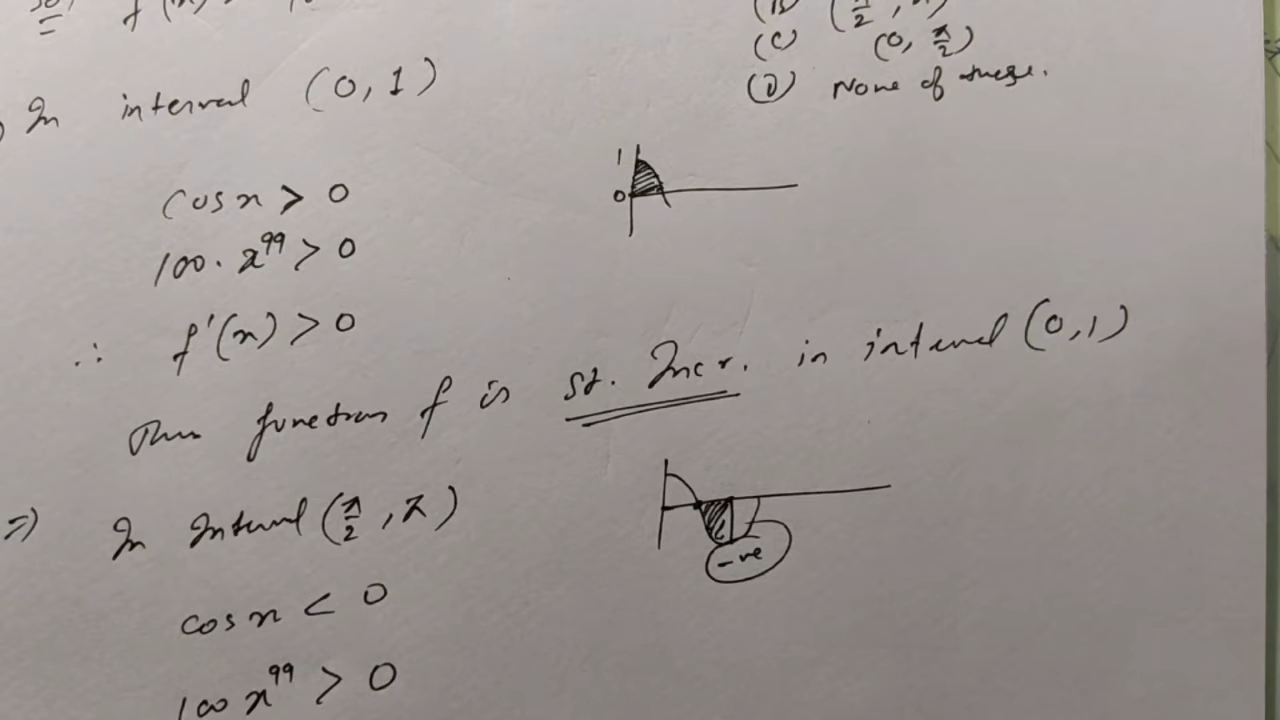 (C) (0, π/2)
(D) None of these.
In interval (0, 1)
cos x > 0
100 . x^99 > 0
∴ f'(x) > 0
1
0
Thus function f is St. Incr. in interval (0, 1)
⇒ In Interval (π/2, π)
-ve
cos x < 0
100 x^99 > 0